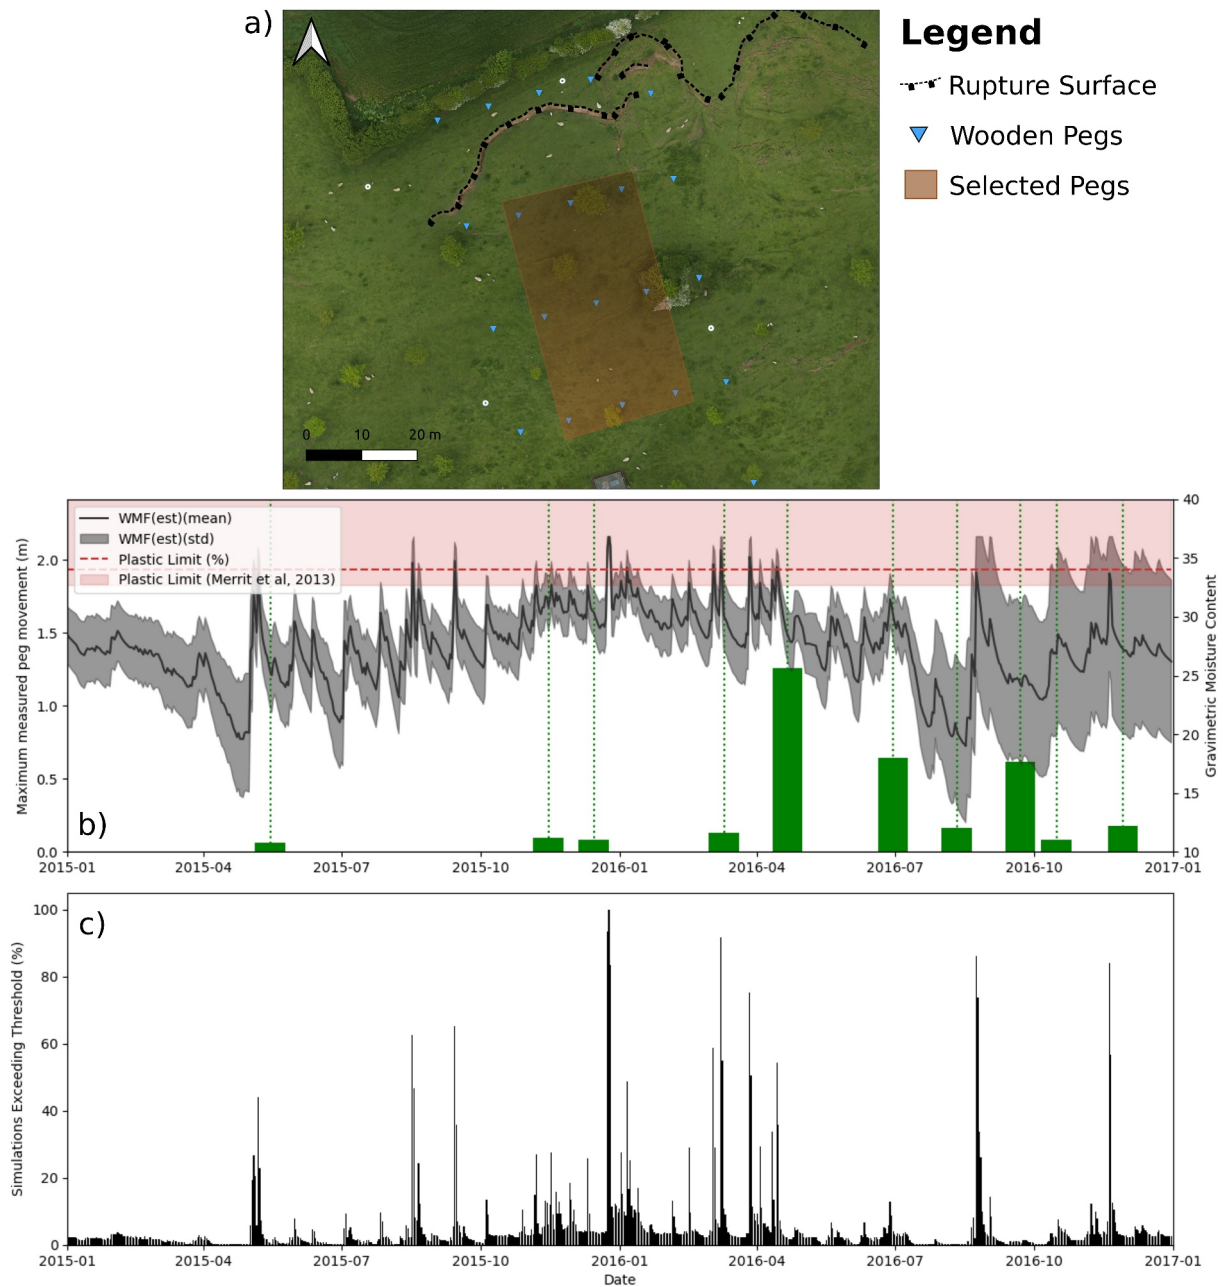 a)
Legend
Rupture Surface
Wooden Pegs
Selected Pegs
0 10 20 m
WMF(est)(mean)
WMF(est)(std)
Plastic Limit (%)
Plastic Limit (Merrit et al, 2013)
Maximum measured peg movement (m)
2.0
1.5
1.0
0.5
0.0
Gravimetric Moisture Content
40
35
30
25
20
15
10
b)
2015-01 2015-04 2015-07 2015-10 2016-01 2016-04 2016-07 2016-10 2017-01
c)
Simulations Exceeding Threshold (%)
100
80
60
40
20
0
2015-01 2015-04 2015-07 2015-10 2016-01 2016-04 2016-07 2016-10 2017-01
Date